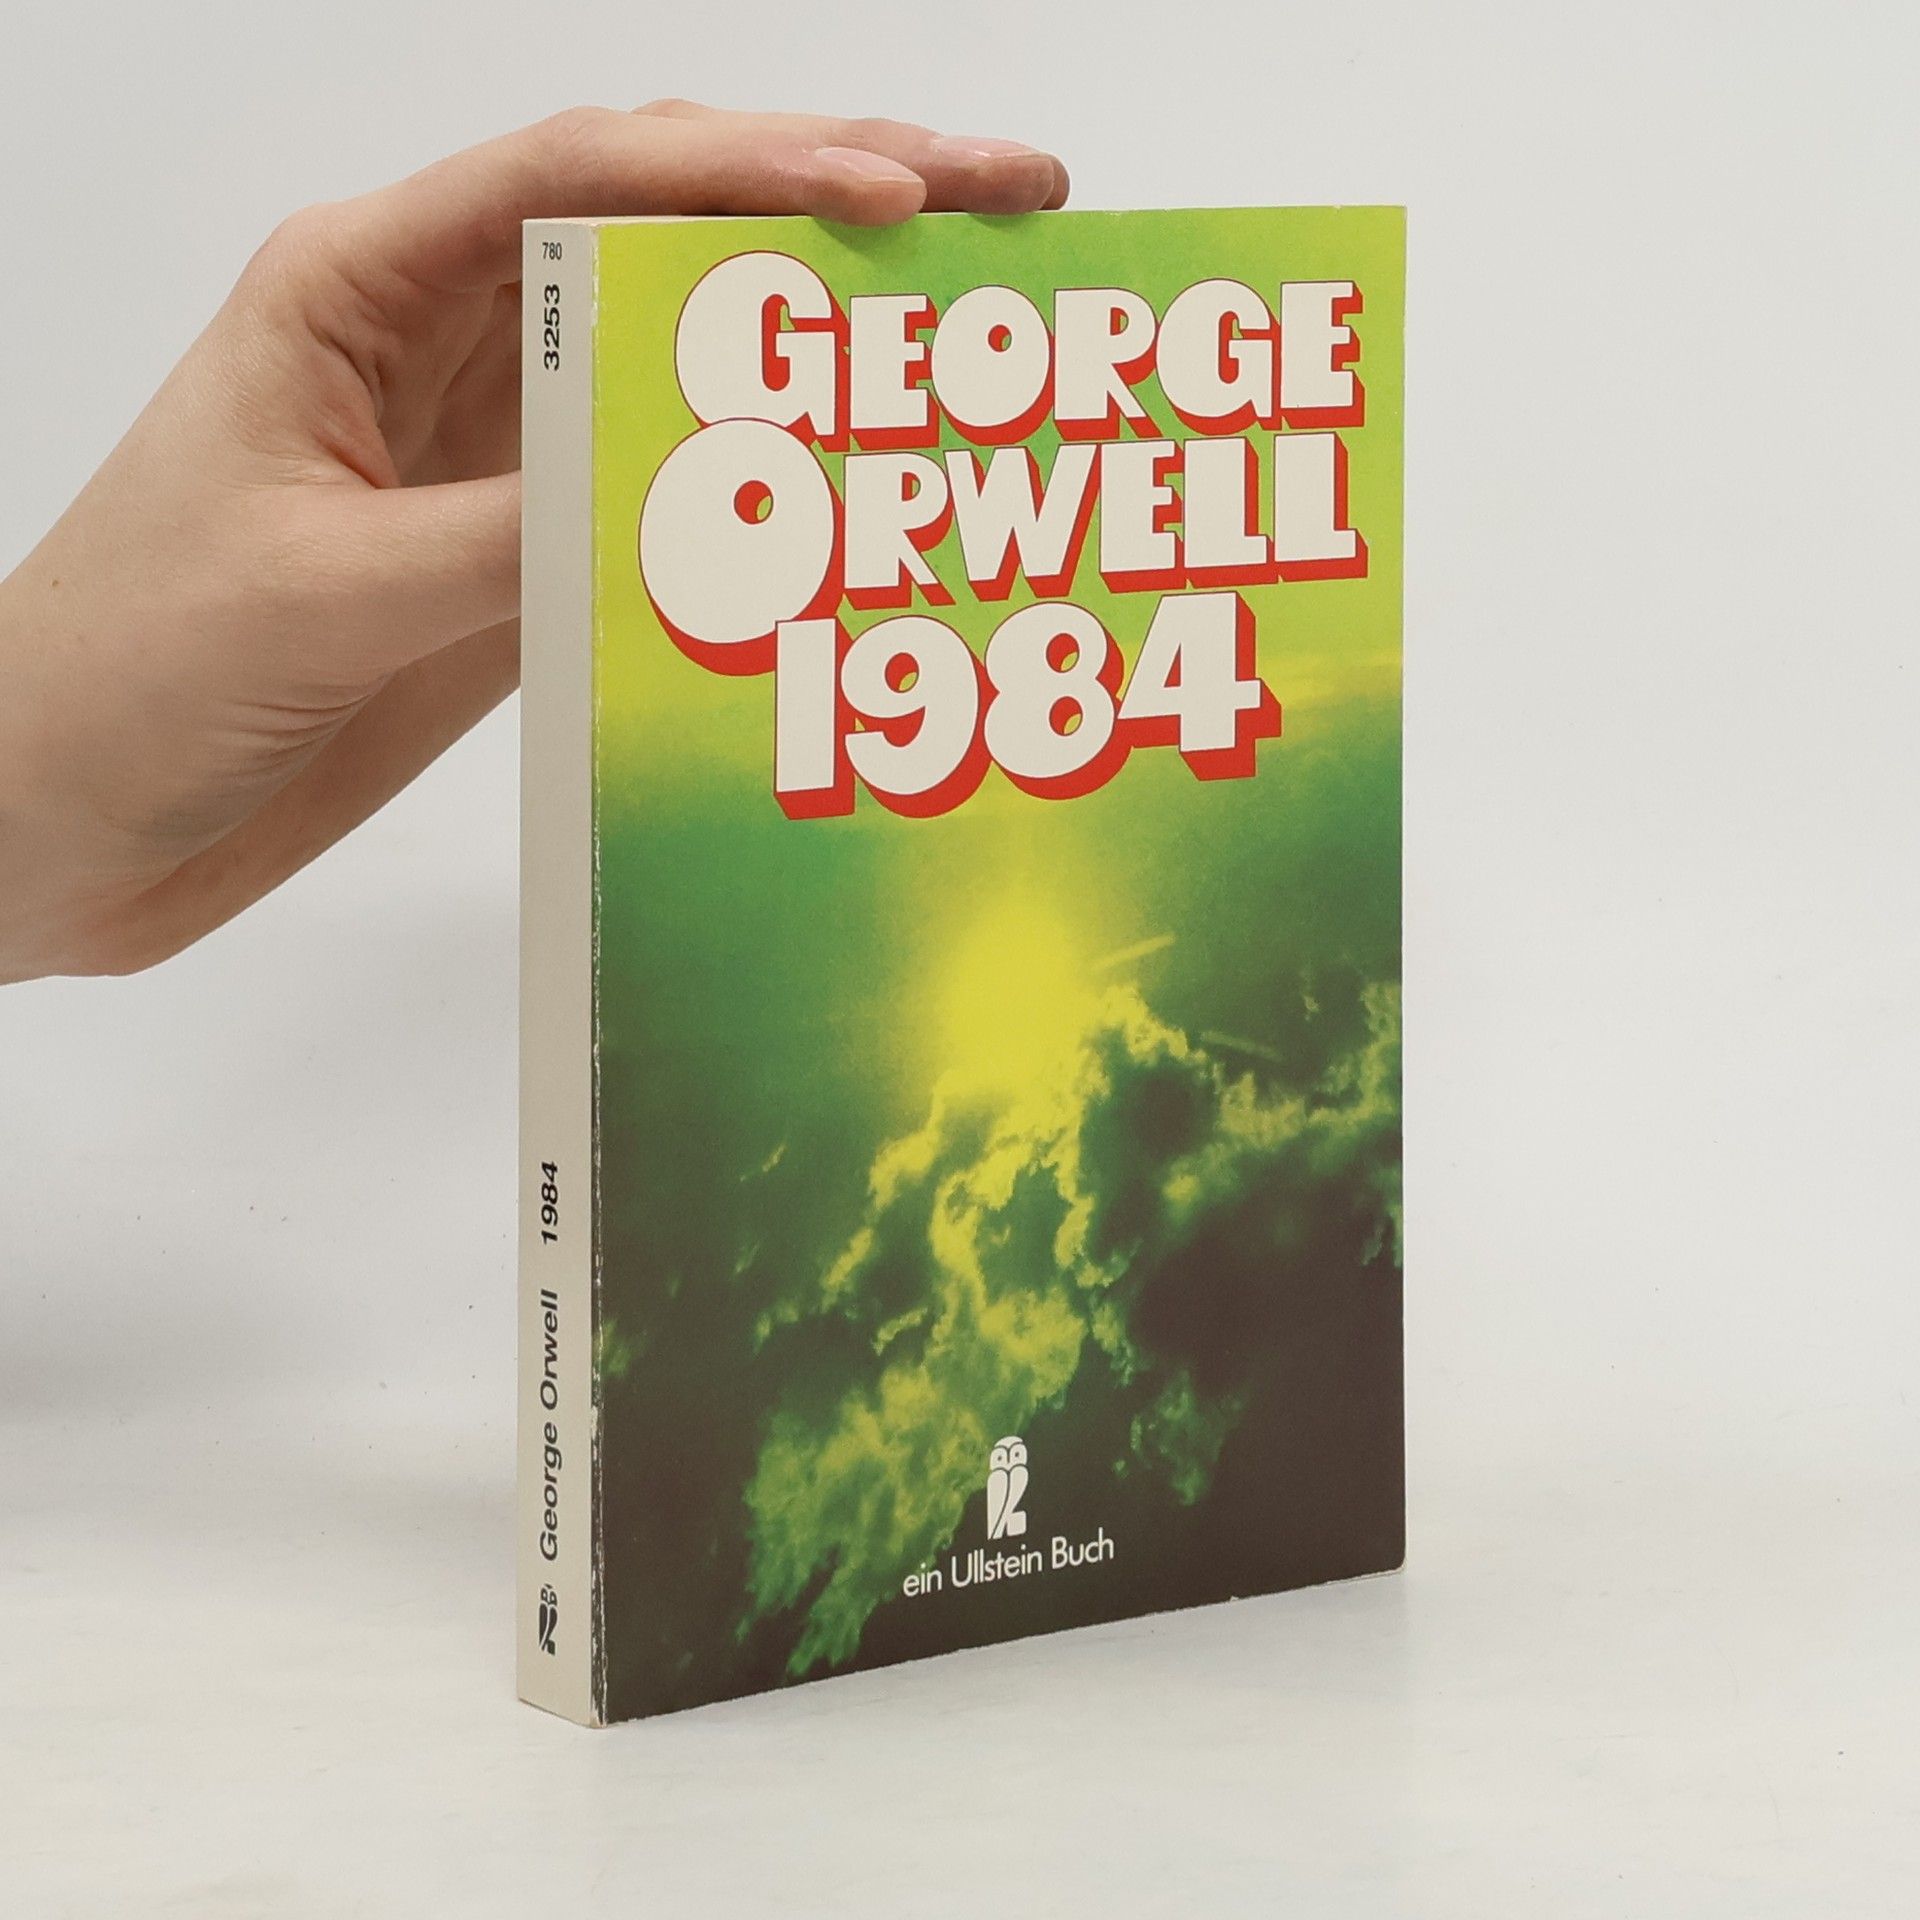 780
3253
George Orwell 1984
GEORGE
ORWELL
1984
ein Ullstein Buch